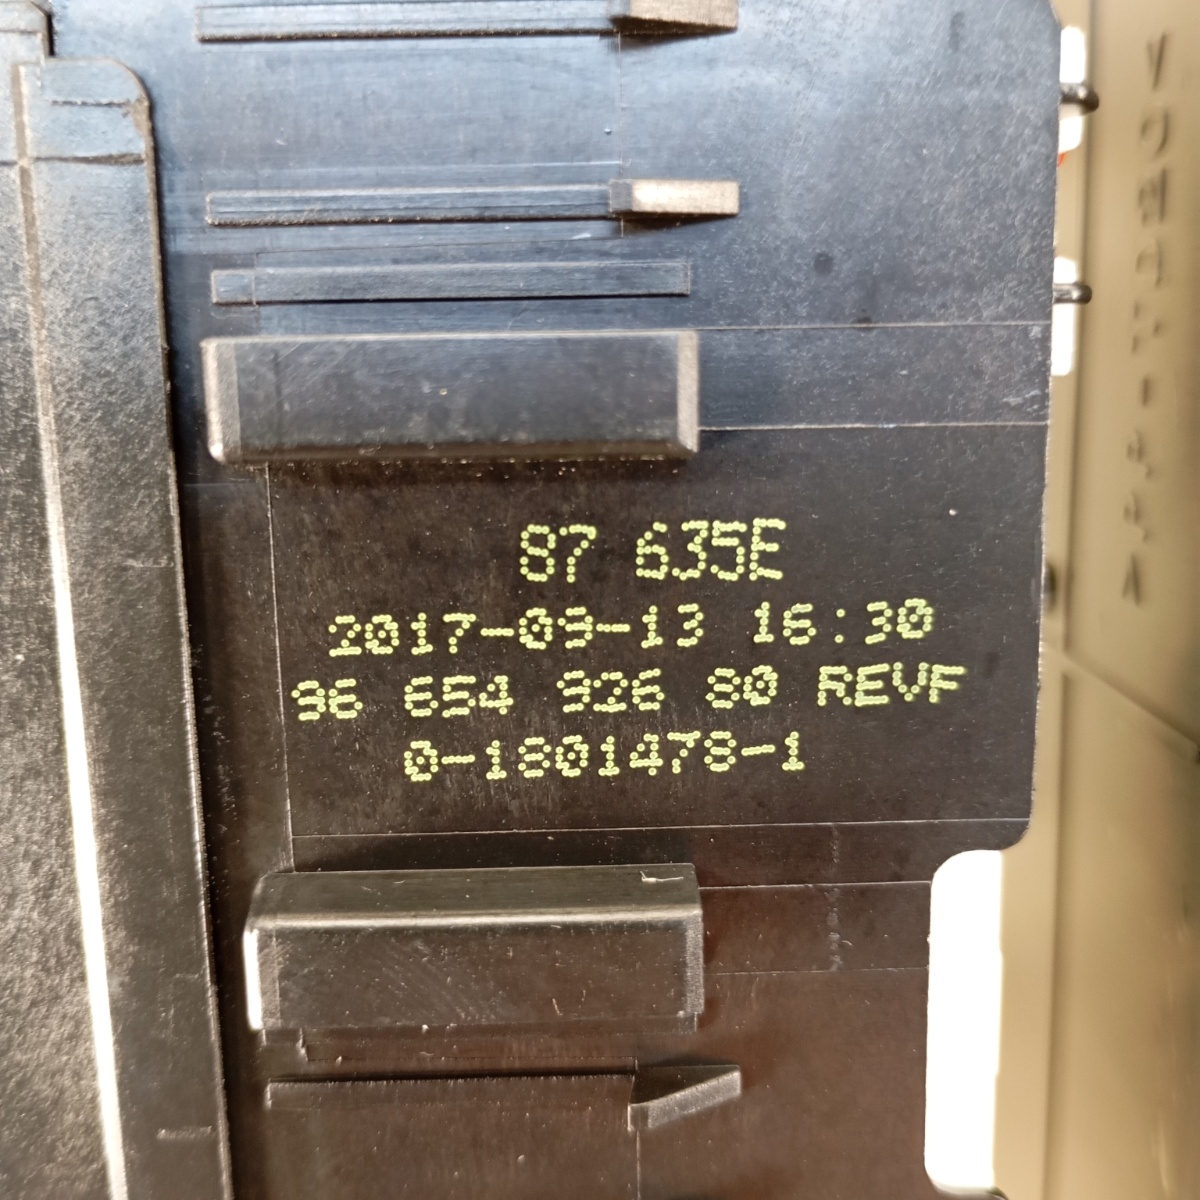 87 635E
2017-09-13 16:30
96 654 926 80 REVF
0-1801478-1